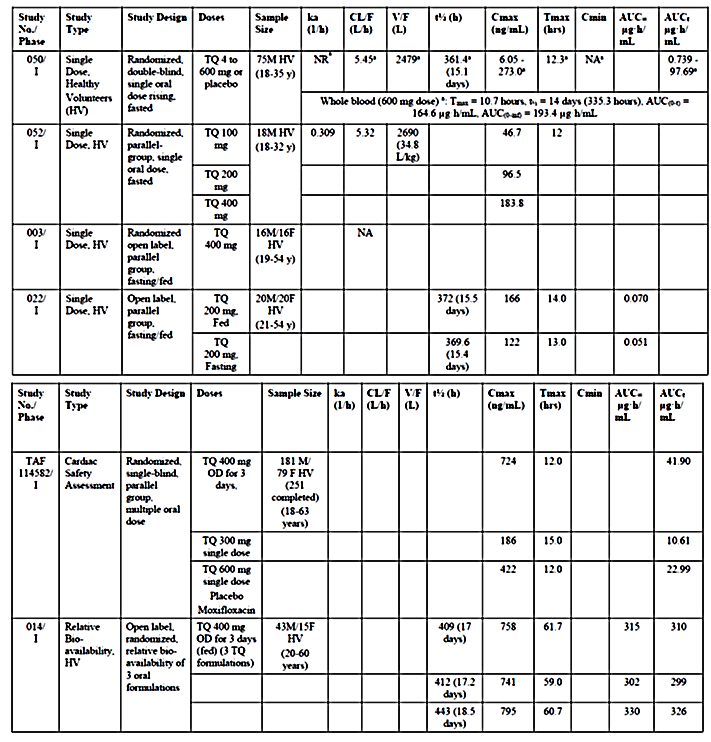 Study No./ Phase | Study Type | Study Design | Doses | Sample Size | ka (1/h) | CL/F (L/h) | V/F (L) | t½ (h) | Cmax (ng/mL) | Tmax (hrs) | Cmin | AUC∞ µg·h/ mL | AUCt µg·h/ mL
050/ I | Single Dose, Healthy Volunteers (HV) | Randomized, double-blind, single oral dose rising, fasted | TQ 4 to 600 mg or placebo | 75M HV (18-35 y) | NRª | 5.45ª | 2479ª | 361.4ª (15.1 days) | 6.05 - 273.0ª | 12.3ª | NAª | | 0.739 - 97.69ª
Whole blood (600 mg dose) ª: Tmax = 10.7 hours, t½ = 14 days (335.3 hours), AUC(0-t) = 164.6 µg h/mL, AUC(0-inf) = 193.4 µg h/mL
052/ I | Single Dose, HV | Randomized, parallel-group, single oral dose, fasted | TQ 100 mg | 18M HV (18-32 y) | 0.309 | 5.32 | 2690 (34.8 L/kg) | | 46.7 | 12
TQ 200 mg | 96.5
TQ 400 mg | 183.8
003/ I | Single Dose, HV | Randomized open label, parallel group, fasting/fed | TQ 400 mg | 16M/16F HV (19-54 y) | | NA
022/ I | Single Dose, HV | Open label, parallel group, fasting/fed | TQ 200 mg, Fed | 20M/20F HV (21-54 y) | | | | 372 (15.5 days) | 166 | 14.0 | | 0.070
TQ 200 mg, Fasting | 369.6 (15.4 days) | 122 | 13.0 | | 0.051
Study No./ Phase | Study Type | Study Design | Doses | Sample Size | ka (1/h) | CL/F (L/h) | V/F (L) | t½ (h) | Cmax (ng/mL) | Tmax (hrs) | Cmin | AUC∞ µg·h/ mL | AUCt µg·h/ mL
TAF 114582/ I | Cardiac Safety Assessment | Randomized, single-blind, parallel group, multiple oral dose | TQ 400 mg OD for 3 days, | 181 M/ 79 F HV (251 completed) (18-63 years) | | | | | 724 | 12.0 | | | 41.90
TQ 300 mg single dose | 186 | 15.0 | | | 10.61
TQ 600 mg single dose Placebo Moxifloxacin | 422 | 12.0 | | | 22.99
014/ I | Relative Bio-availability, HV | Open label, randomized, relative bio-availability of 3 oral formulations | TQ 400 mg OD for 3 days (fed) (3 TQ formulations) | 43M/15F HV (20-60 years) | | | | 409 (17 days) | 758 | 61.7 | | 315 | 310
412 (17.2 days) | 741 | 59.0 | | 302 | 299
443 (18.5 days) | 795 | 60.7 | | 330 | 326